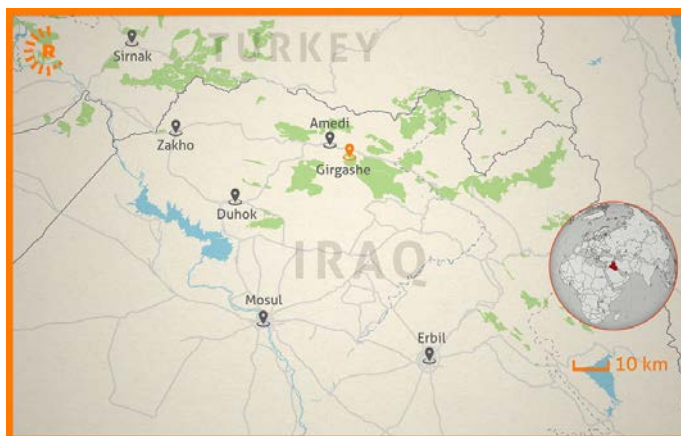 R
TURKEY
Sirnak
Amedi
Zakho
Girgashe
Duhok
IRAQ
Mosul
Erbil
10 km